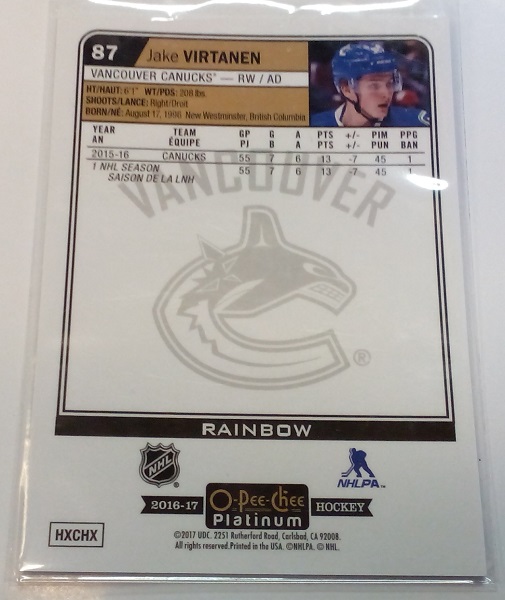 87 Jake VIRTANEN
VANCOUVER CANUCKS® — RW / AD
HT/HAUT: 6'1" WT/PDS: 208 lbs.
SHOOTS/LANCE: Right/Droit
BORN/NÉ: August 17, 1996 New Westminster, British Columbia
YEAR TEAM GP G A PTS +/- PIM PPG
AN ÉQUIPE PJ B A PTS +/- PUN BAN
2015-16 CANUCKS 55 7 6 13 -7 45 1
1 NHL SEASON 55 7 6 13 -7 45 1
SAISON DE LA LNH
VANCOUVER
®
RAINBOW
NHL
NHLPA™
2016-17 O-Pee-Chee HOCKEY
Platinum
HXCHX
©2017 UDC. 2251 Rutherford Road, Carlsbad, CA 92008.
All rights reserved. Printed in the USA. ©NHLPA. © NHL.